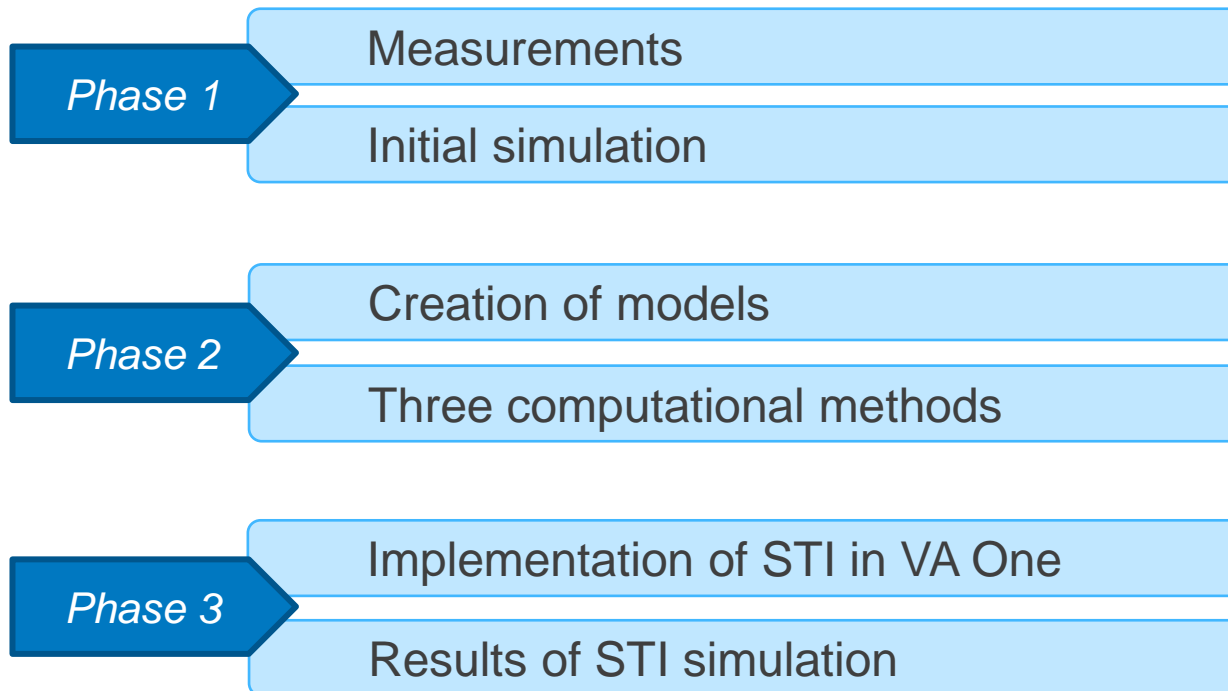 Measurements
Phase 1
Initial simulation
Creation of models
Phase 2
Three computational methods
Implementation of STI in VA One
Phase 3
Results of STI simulation